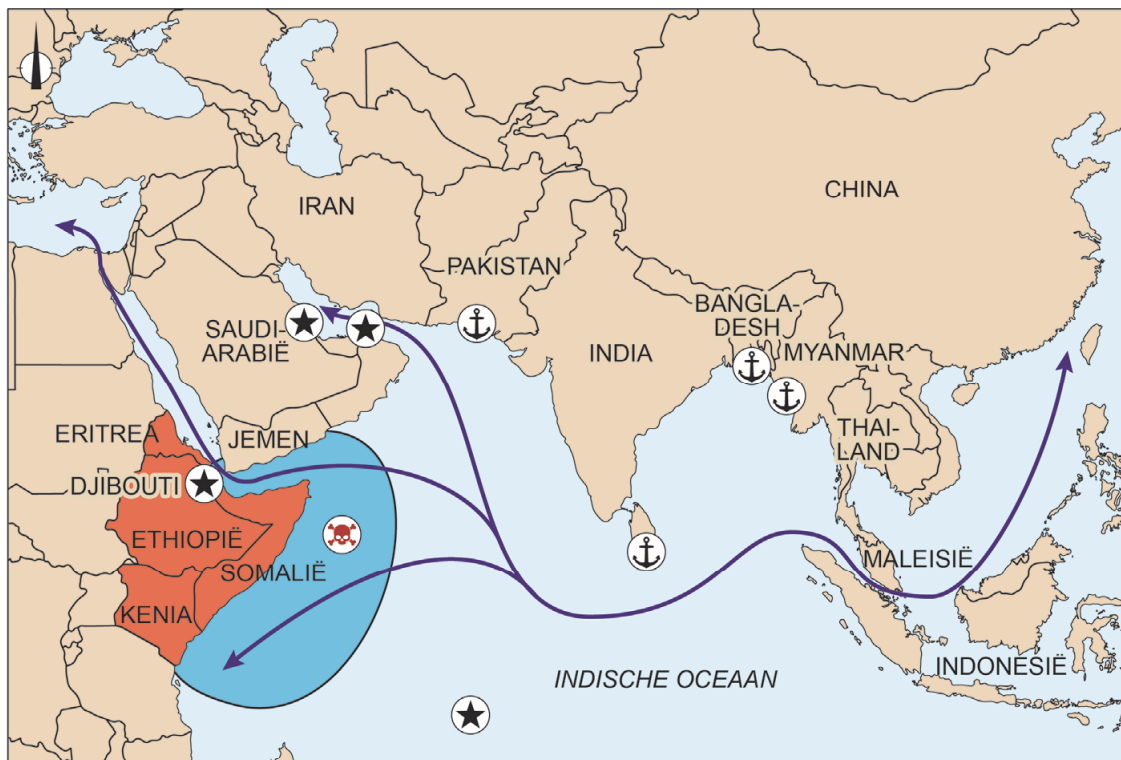 CHINA
IRAN
PAKISTAN
BANGLA-
DESH
SAUDI-
ARABIË
INDIA
MYANMAR
THAI-
LAND
ERITREA
JEMEN
DJIBOUTI
ETHIOPIË
SOMALIË
MALEISIË
KENIA
INDONESIË
INDISCHE OCEAAN